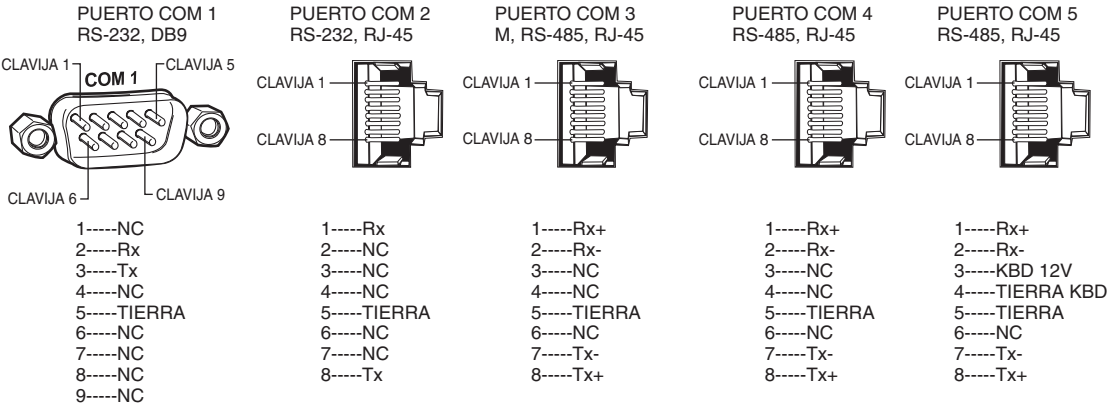 PUERTO COM 1
RS-232, DB9
CLAVIJA 1
CLAVIJA 5
COM 1
CLAVIJA 6
CLAVIJA 9
1-----NC
2-----Rx
3-----Tx
4-----NC
5-----TIERRA
6-----NC
7-----NC
8-----NC
9-----NC
PUERTO COM 2
RS-232, RJ-45
CLAVIJA 1
CLAVIJA 8
1-----Rx
2-----NC
3-----NC
4-----NC
5-----TIERRA
6-----NC
7-----NC
8-----Tx
PUERTO COM 3
M, RS-485, RJ-45
CLAVIJA 1
CLAVIJA 8
1-----Rx+
2-----Rx-
3-----NC
4-----NC
5-----TIERRA
6-----NC
7-----Tx-
8-----Tx+
PUERTO COM 4
RS-485, RJ-45
CLAVIJA 1
CLAVIJA 8
1-----Rx+
2-----Rx-
3-----NC
4-----NC
5-----TIERRA
6-----NC
7-----Tx-
8-----Tx+
PUERTO COM 5
RS-485, RJ-45
CLAVIJA 1
CLAVIJA 8
1-----Rx+
2-----Rx-
3-----KBD 12V
4-----TIERRA KBD
5-----TIERRA
6-----NC
7-----Tx-
8-----Tx+